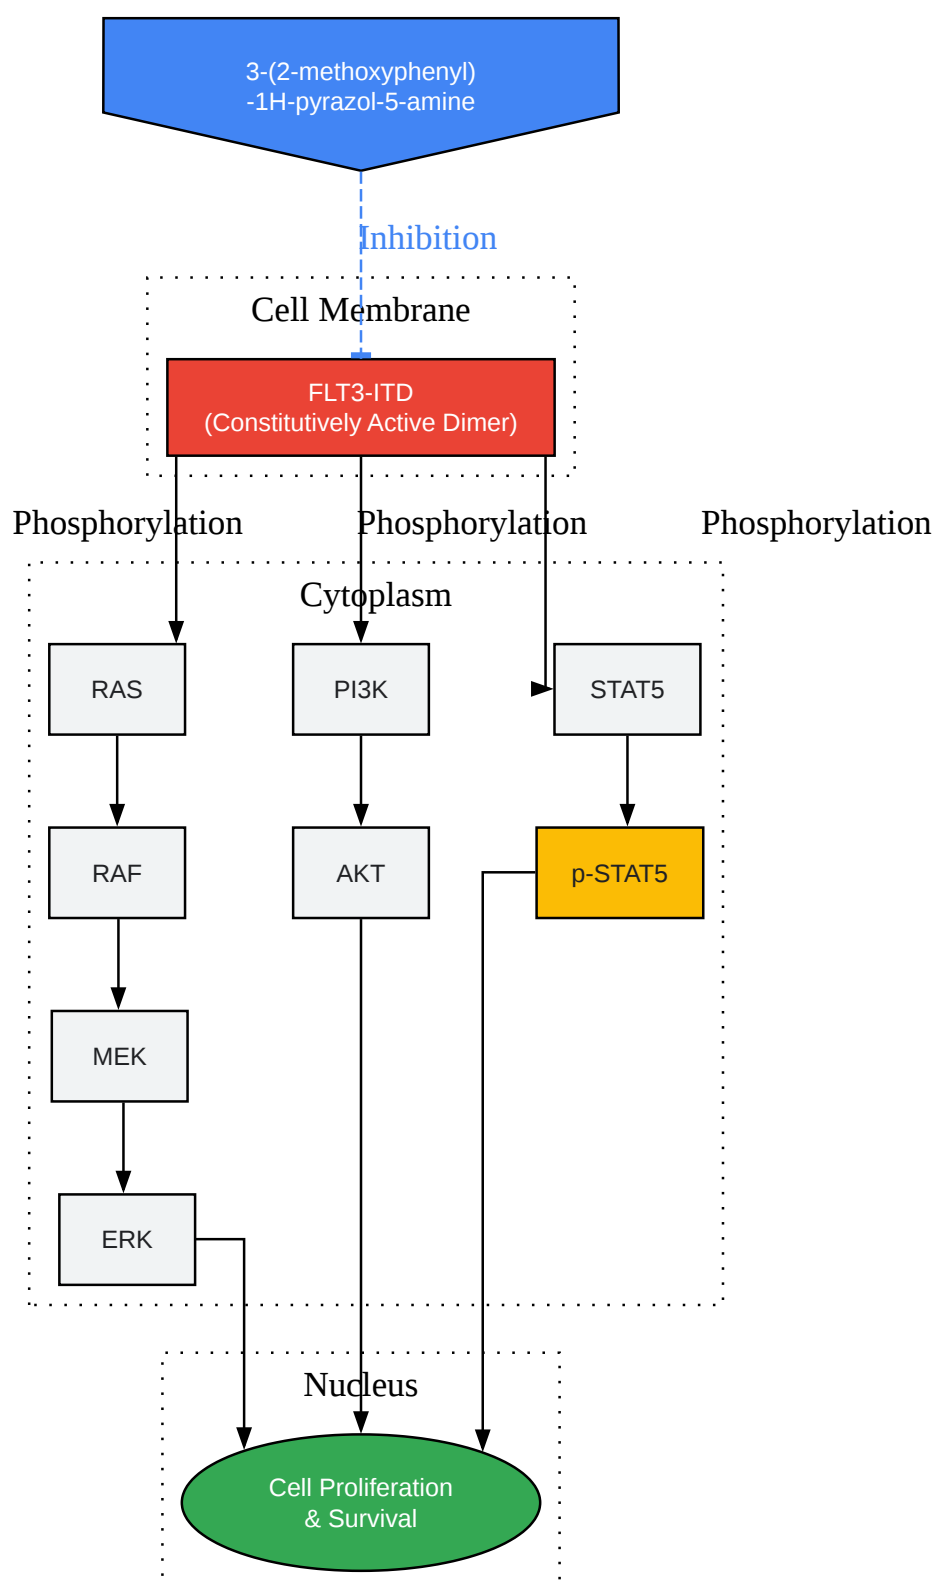 3-(2-methoxyphenyl)
-1H-pyrazol-5-amine
Inhibition
Cell Membrane
FLT3-ITD
(Constitutively Active Dimer)
Phosphorylation
Phosphorylation
Phosphorylation
Cytoplasm
RAS
PI3K
STAT5
RAF
AKT
p-STAT5
MEK
ERK
Nucleus
Cell Proliferation
& Survival